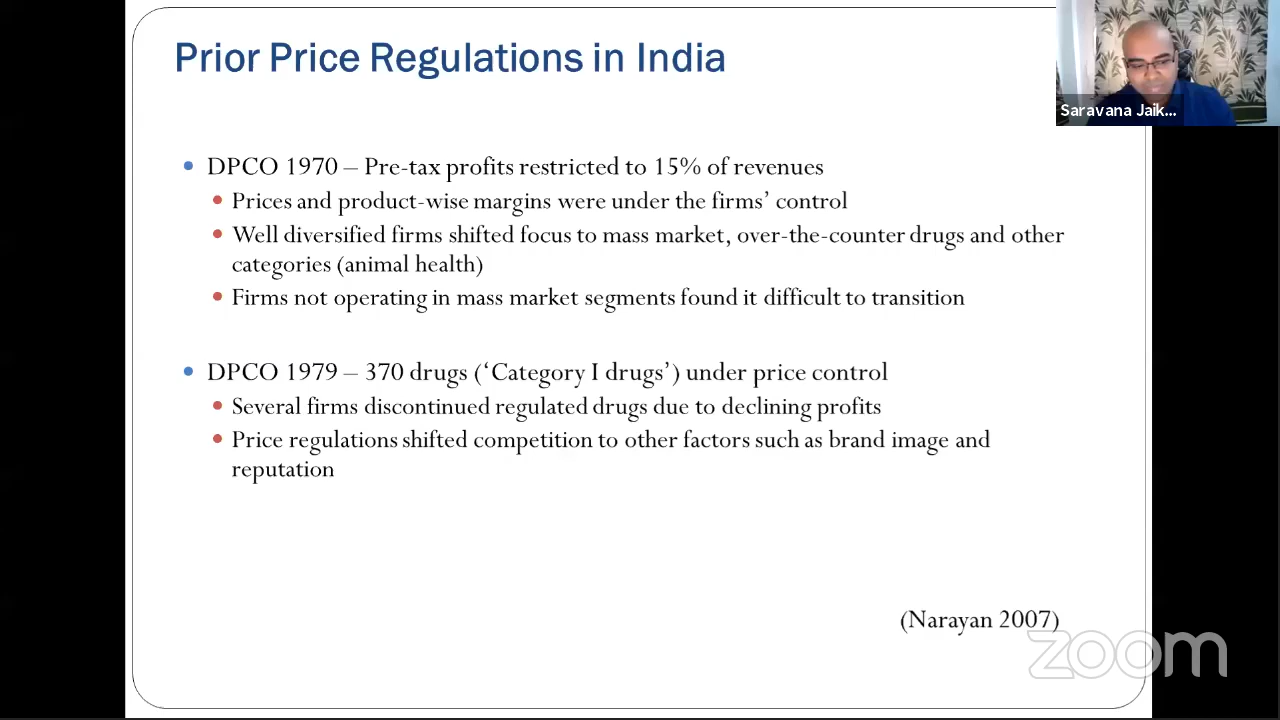 Prior Price Regulations in India
Saravana Jaik...
• DPCO 1970 – Pre-tax profits restricted to 15% of revenues
• Prices and product-wise margins were under the firms’ control
• Well diversified firms shifted focus to mass market, over-the-counter drugs and other
categories (animal health)
• Firms not operating in mass market segments found it difficult to transition
• DPCO 1979 – 370 drugs (‘Category I drugs’) under price control
• Several firms discontinued regulated drugs due to declining profits
• Price regulations shifted competition to other factors such as brand image and
reputation
(Narayan 2007)
zoom